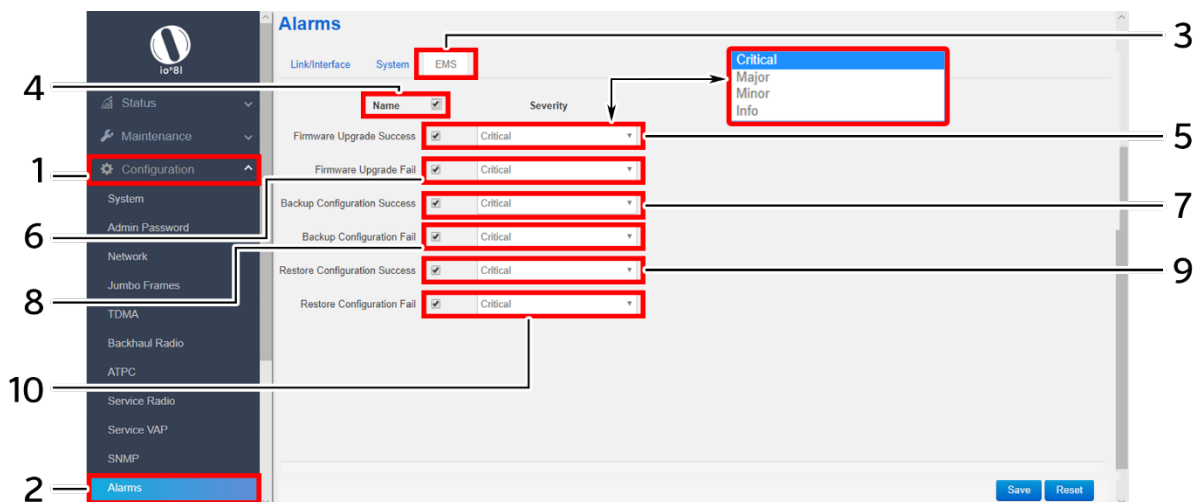 Alarms
3
io*8l
Link/Interface System EMS
Critical
Major
Minor
Info
4
Status
Name Severity
Maintenance
Firmware Upgrade Success Critical
5
1
Configuration
Firmware Upgrade Fail Critical
System
Backup Configuration Success Critical
7
Admin Password
6
Backup Configuration Fail Critical
Network
Restore Configuration Success Critical
9
Jumbo Frames
8
Restore Configuration Fail Critical
TDMA
Backhaul Radio
ATPC
10
Service Radio
Service VAP
SNMP
2
Alarms
Save Reset